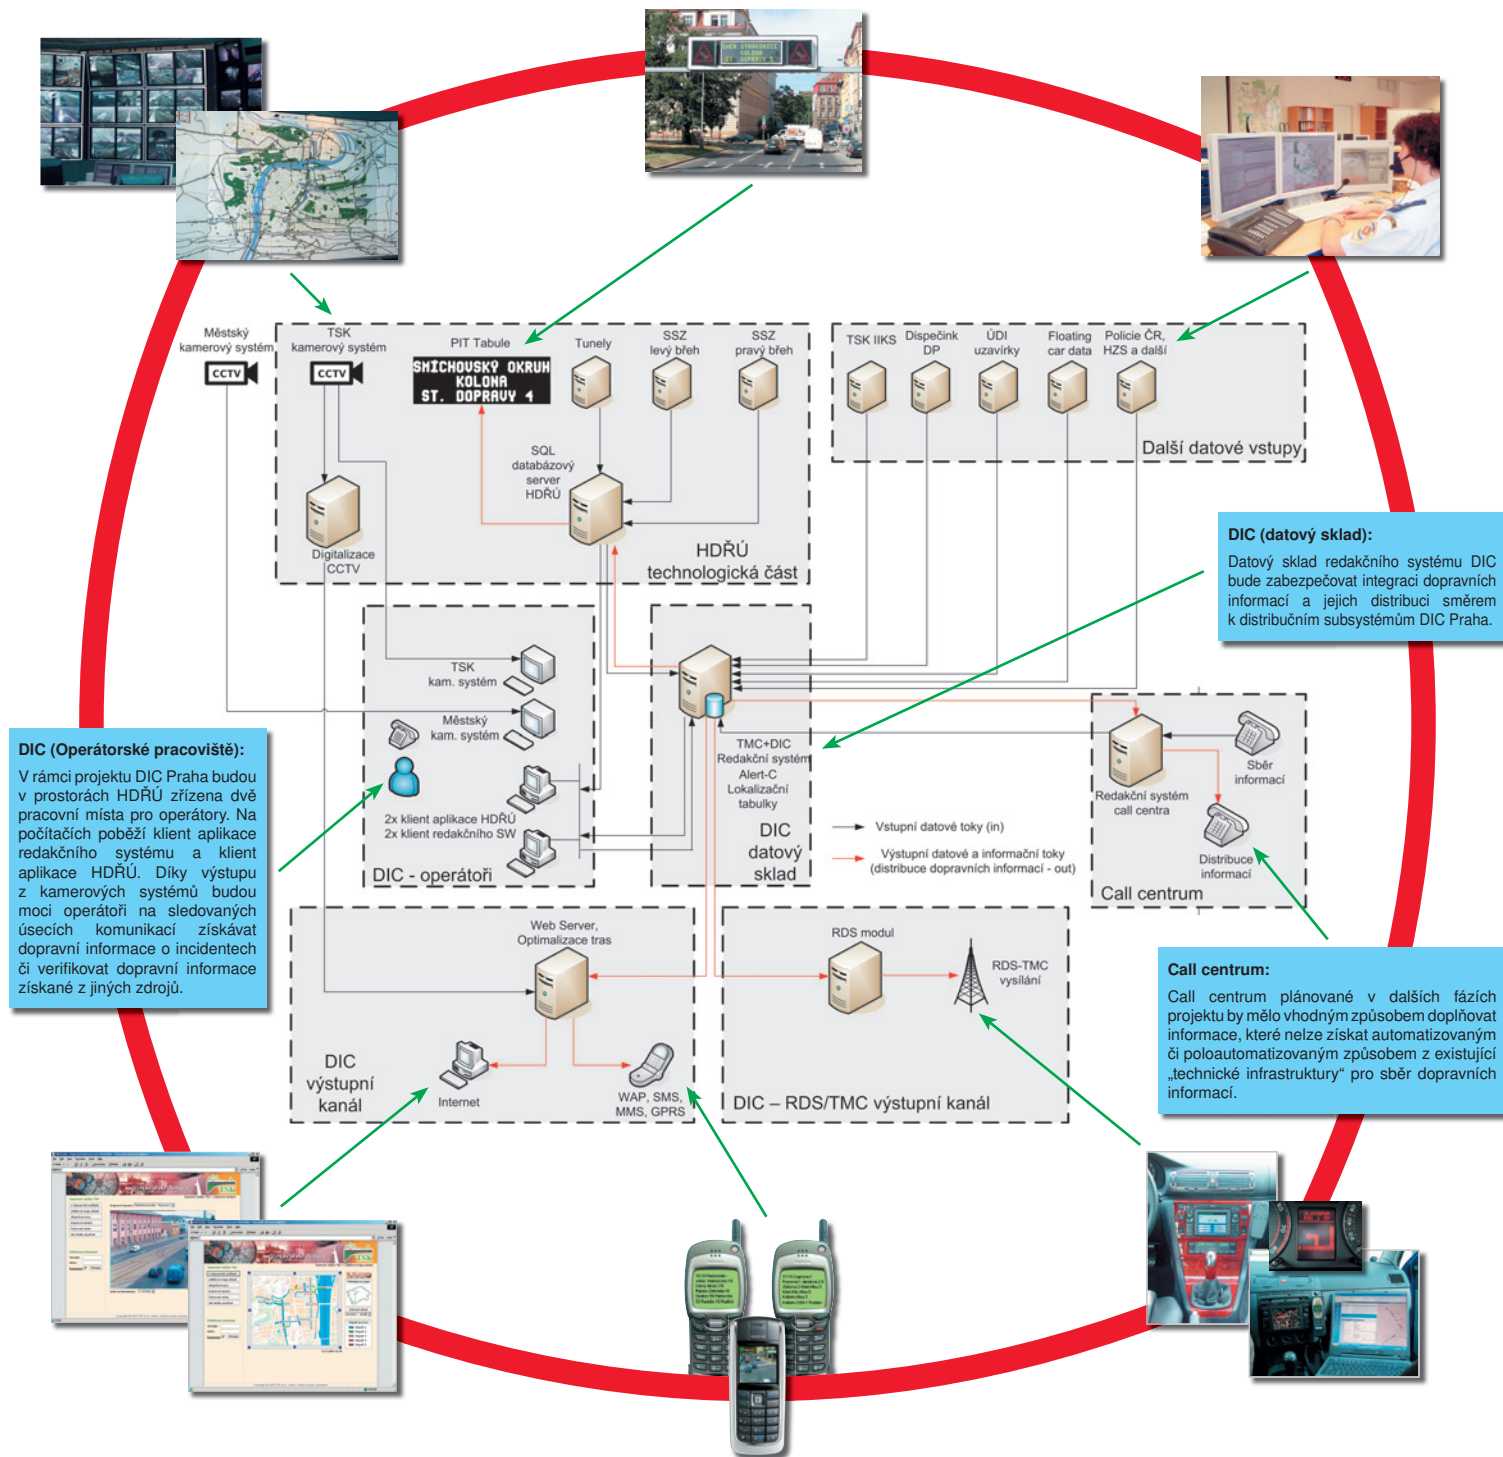 SMĚR STRAKONICE
KOLONA
ST. DOPRAVY 5
Městský
kamerový systém
CCTV
TSK
kamerový systém
CCTV
PIT Tabule
SMÍCHOVSKÝ OKRUH
KOLONA
ST. DOPRAVY 4
Tunely
SSZ
levý břeh
SSZ
pravý břeh
SQL
databázový
server
HDŘÚ
Digitalizace
CCTV
HDŘÚ
technologická část
TSK IIKS
Dispečink
DP
ÚDI
uzavírky
Floating
car data
Policie ČR,
HZS a další
Další datové vstupy
DIC (datový sklad):
Datový sklad redakčního systému DIC
bude zabezpečovat integraci dopravních
informací a jejich distribuci směrem
k distribučním subsystémům DIC Praha.
TSK
kam. systém
Městský
kam. systém
2x klient aplikace HDŘÚ
2x klient redakčního SW
DIC - operátoři
TMC+DIC
Redakční systém
Alert-C
Lokalizační
tabulky
DIC
datový
sklad
Vstupní datové toky (in)
Výstupní datové a informační toky
(distribuce dopravních informací - out)
Sběr
informací
Redakční systém
call centra
Distribuce
informací
Call centrum
DIC (Operátorské pracoviště):
V rámci projektu DIC Praha budou
v prostorách HDŘÚ zřízena dvě
pracovní místa pro operátory. Na
počítačích poběží klient aplikace
redakčního systému a klient
aplikace HDŘÚ. Díky výstupu
z kamerových systémů budou
moci operátoři na sledovaných
úsecích komunikací získávat
dopravní informace o incidentech
či verifikovat dopravní informace
získané z jiných zdrojů.
Web Server,
Optimalizace tras
Internet
WAP, SMS,
MMS, GPRS
DIC
výstupní
kanál
RDS modul
RDS-TMC
vysílání
DIC – RDS/TMC výstupní kanál
Call centrum:
Call centrum plánované v dalších fázích
projektu by mělo vhodným způsobem doplňovat
informace, které nelze získat automatizovaným
či poloautomatizovaným způsobem z existující
„technické infrastruktury“ pro sběr dopravních
informací.
TSK
TSK